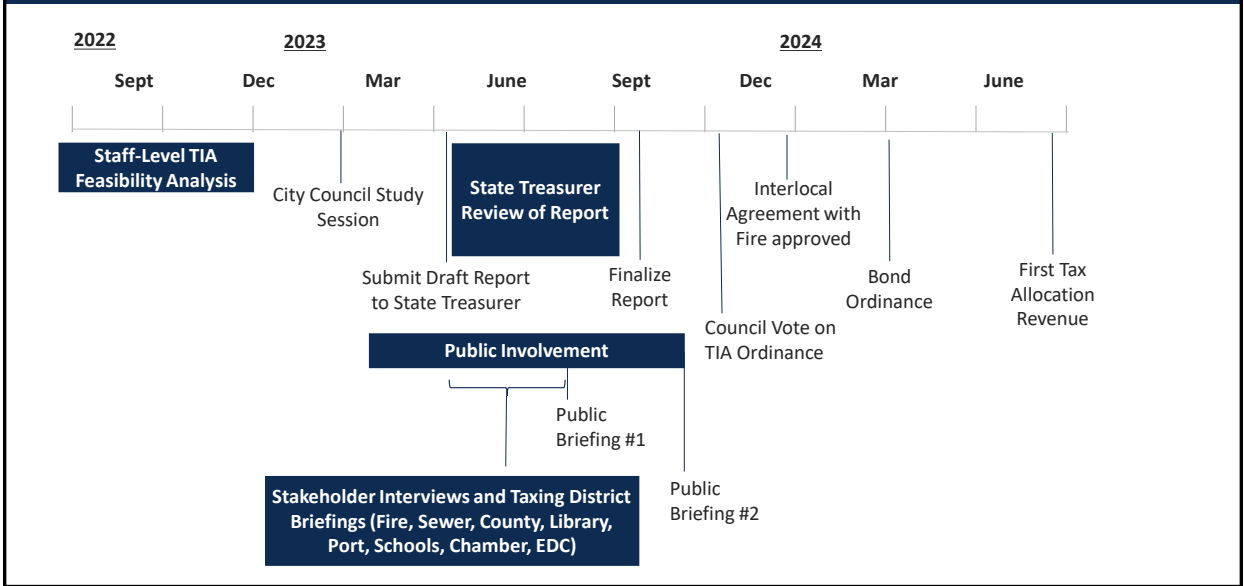 2022
2023
2024
Sept
Dec
Mar
June
Sept
Dec
Mar
June
Staff-Level TIA
Feasibility Analysis
City Council Study
Session
State Treasurer
Review of Report
Interlocal
Agreement with
Fire approved
Submit Draft Report
to State Treasurer
Finalize
Report
Bond
Ordinance
First Tax
Allocation
Revenue
Council Vote on
TIA Ordinance
Public Involvement
Public
Briefing #1
Stakeholder Interviews and Taxing District
Briefings (Fire, Sewer, County, Library,
Port, Schools, Chamber, EDC)
Public
Briefing #2